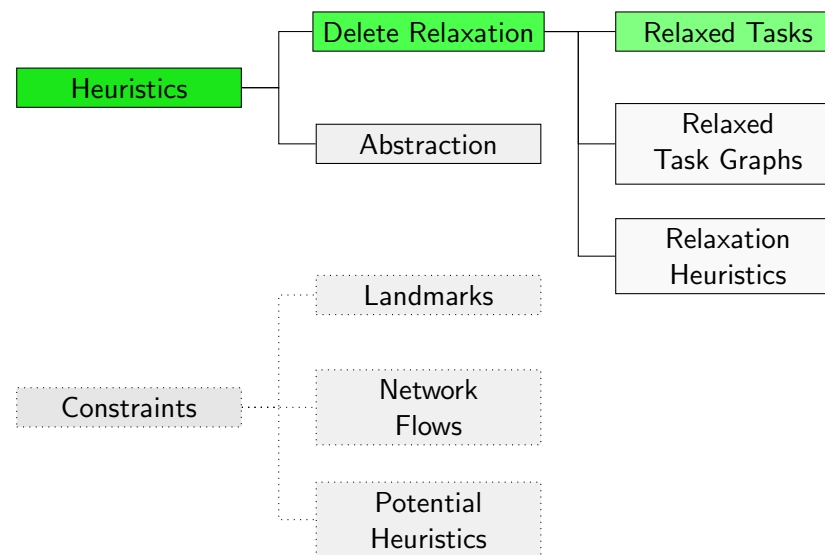 Heuristics
Delete Relaxation
Relaxed Tasks
Abstraction
Relaxed
Task Graphs
Relaxation
Heuristics
Constraints
Landmarks
Network
Flows
Potential
Heuristics